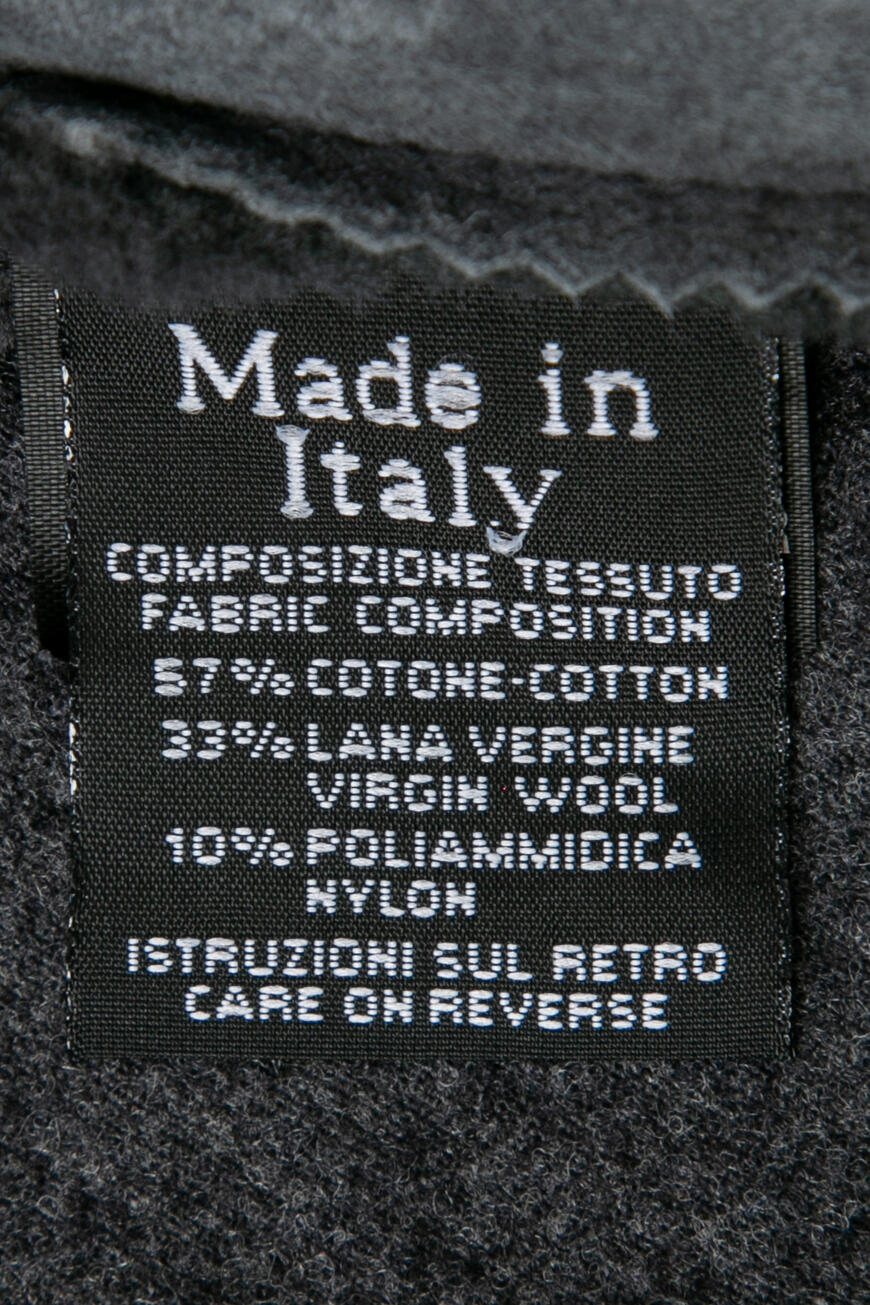 Made in
Italy
COMPOSIZIONE TESSUTO
FABRIC COMPOSITION
57% COTONE-COTTON
33% LANA VERGINE
VIRGIN WOOL
10% POLIAMMIDICA
NYLON
ISTRUZIONI SUL RETRO
CARE ON REVERSE